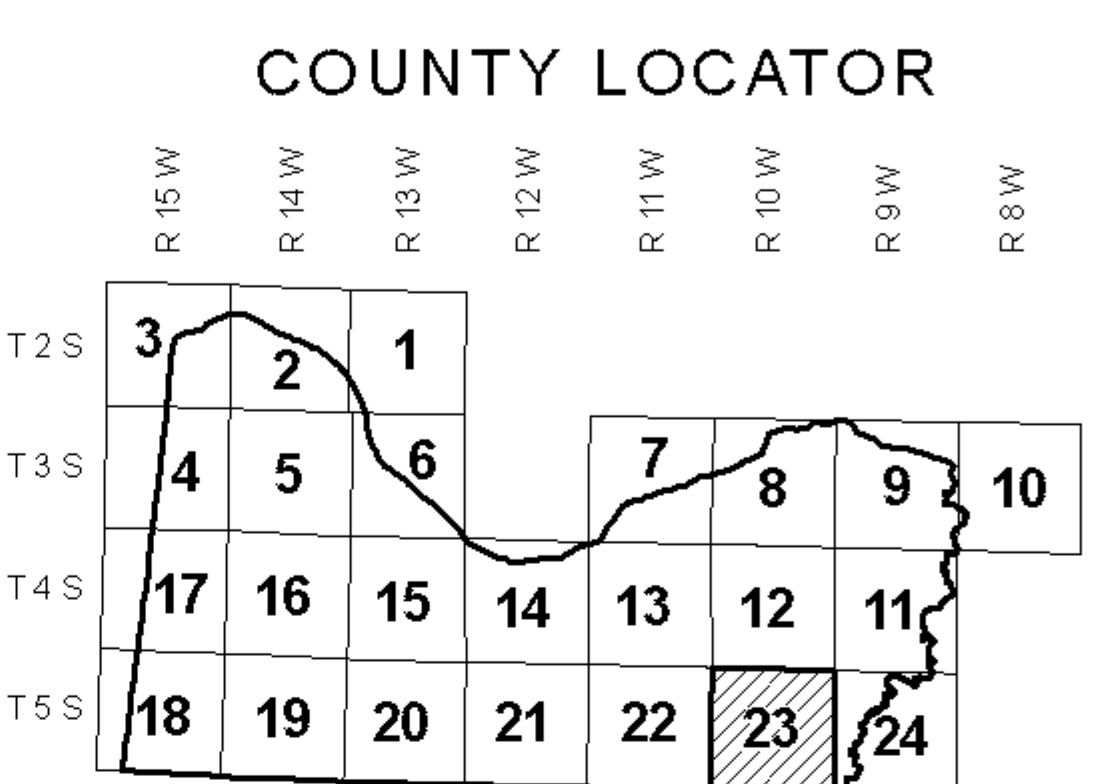 COUNTY LOCATOR
R 15 W R 14 W R 13 W R 12 W R 11 W R 10 W R 9 W R 8 W
T 2 S 3 2 1
T 3 S 4 5 6 7 8 9 10
T 4 S 17 16 15 14 13 12 11
T 5 S 18 19 20 21 22 23 24